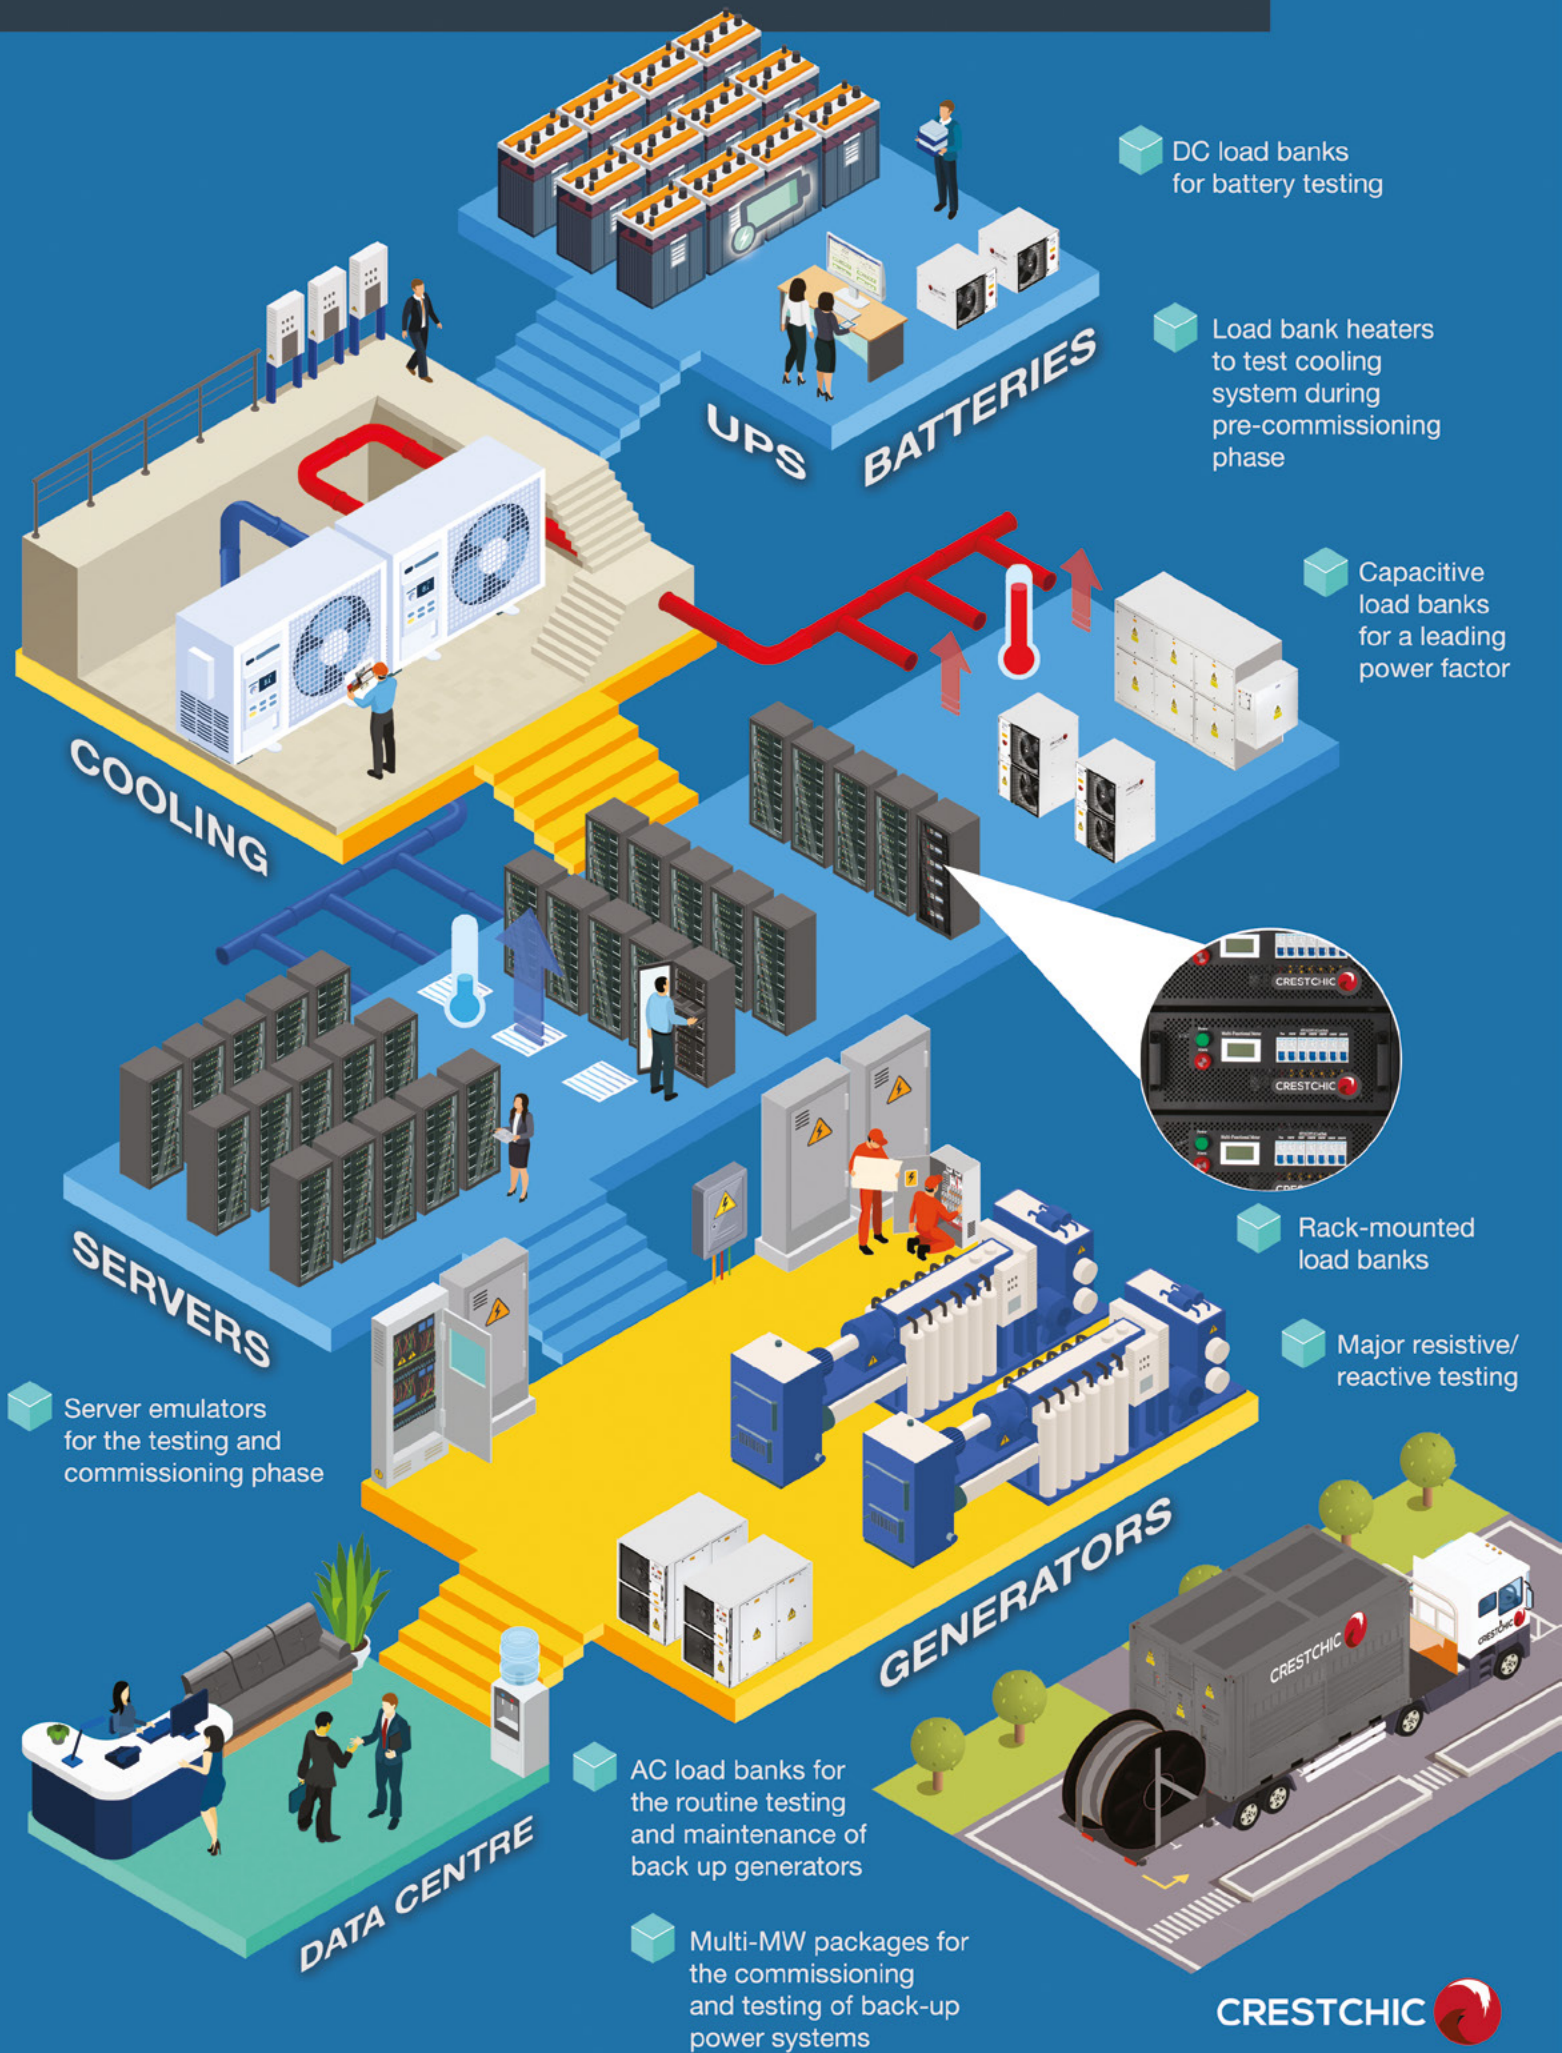 DC load banks
for battery testing
Load bank heaters
to test cooling
system during
pre-commissioning
phase
UPS
BATTERIES
Capacitive
load banks
for a leading
power factor
COOLING
CRESTCHIC
CRESTCHIC
Rack-mounted
load banks
SERVERS
Major resistive/
reactive testing
Server emulators
for the testing and
commissioning phase
GENERATORS
CRESTCHIC
CRESTCHIC
AC load banks for
the routine testing
and maintenance of
back up generators
DATA CENTRE
Multi-MW packages for
the commissioning
and testing of back-up
power systems
CRESTCHIC